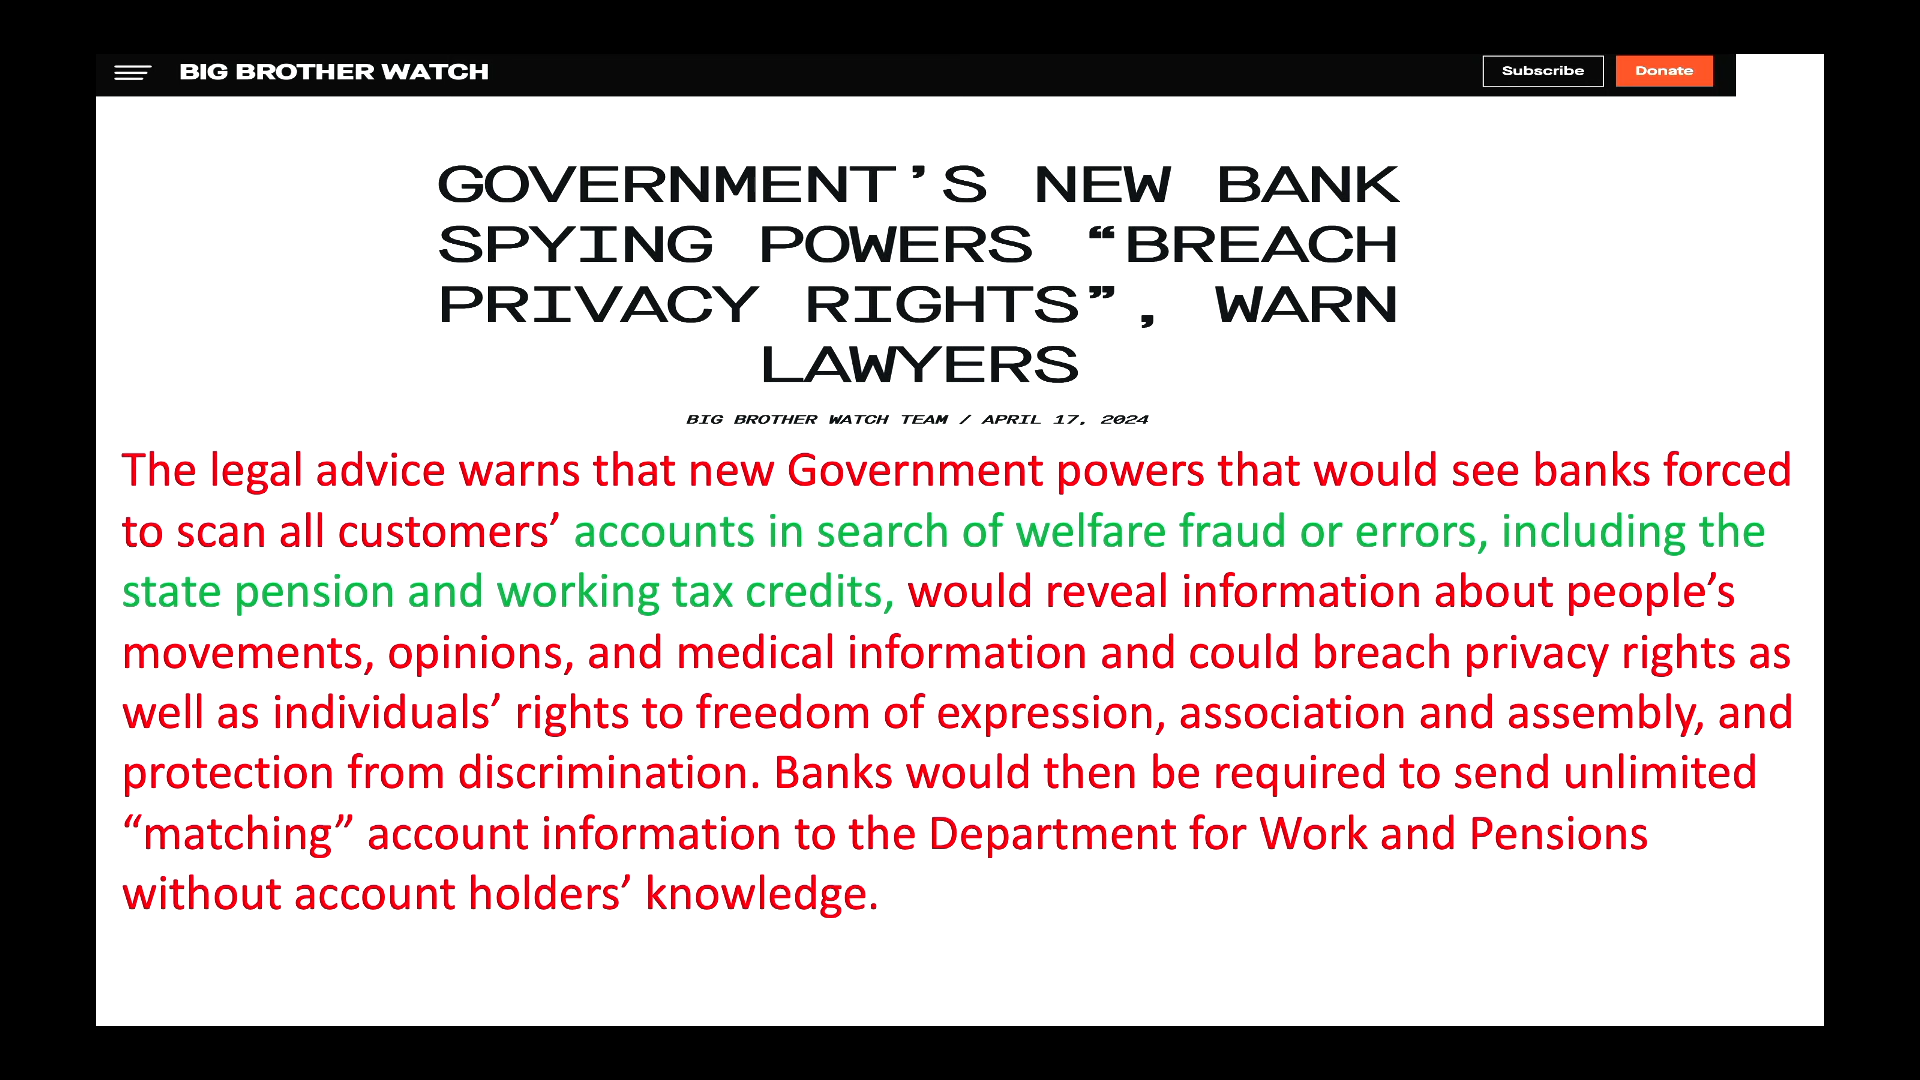 BIG BROTHER WATCH
Subscribe
Donate
GOVERNMENT’S NEW BANK
SPYING POWERS “BREACH
PRIVACY RIGHTS”, WARN
LAWYERS
BIG BROTHER WATCH TEAM / APRIL 17, 2024
The legal advice warns that new Government powers that would see banks forced
to scan all customers’ accounts in search of welfare fraud or errors, including the
state pension and working tax credits, would reveal information about people’s
movements, opinions, and medical information and could breach privacy rights as
well as individuals’ rights to freedom of expression, association and assembly, and
protection from discrimination. Banks would then be required to send unlimited
“matching” account information to the Department for Work and Pensions
without account holders’ knowledge.